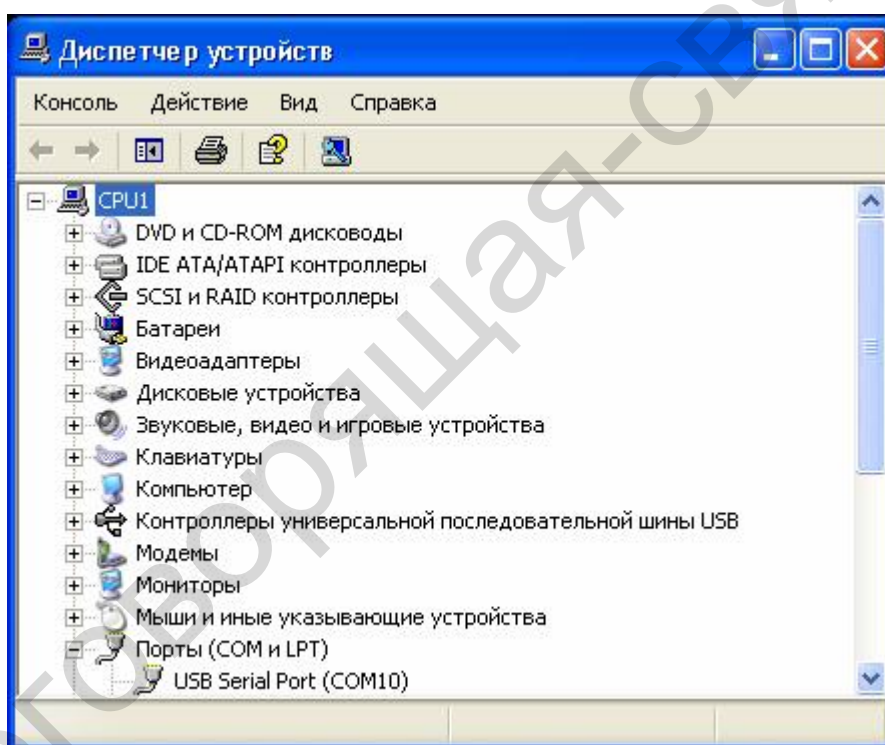 Диспетчер устройств
Консоль Действие Вид Справка
CPU1
DVD и CD-ROM дисководы
IDE ATA/ATAPI контроллеры
SCSI и RAID контроллеры
Батареи
Видеоадаптеры
Дисковые устройства
Звуковые, видео и игровые устройства
Клавиатуры
Компьютер
Контроллеры универсальной последовательной шины USB
Модемы
Мониторы
Мыши и иные указывающие устройства
Порты (COM и LPT)
USB Serial Port (COM10)